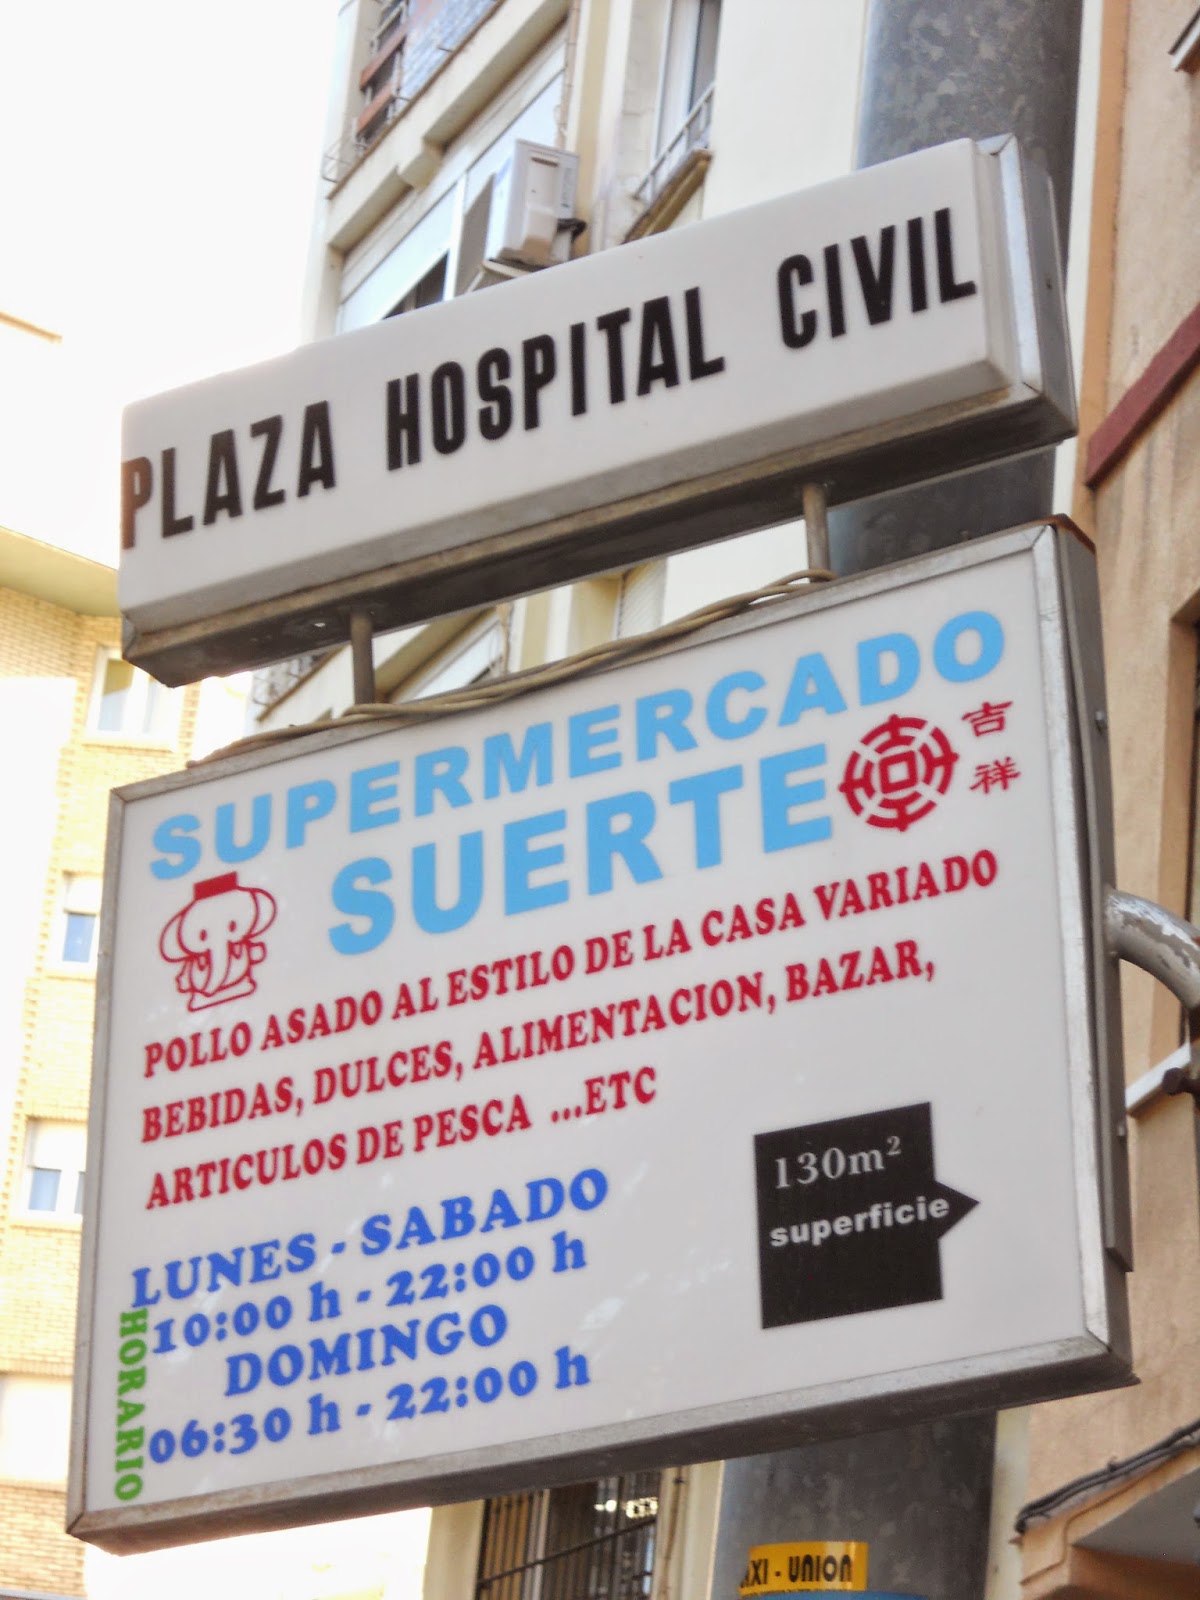 PLAZA HOSPITAL CIVIL
SUPERMERCADO
SUERTE
吉
祥
POLLO ASADO AL ESTILO DE LA CASA VARIADO
BEBIDAS, DULCES, ALIMENTACION, BAZAR,
ARTICULOS DE PESCA ...ETC
130m²
superficie
HORARIO
LUNES - SABADO
10:00 h - 22:00 h
DOMINGO
06:30 h - 22:00 h
UNION